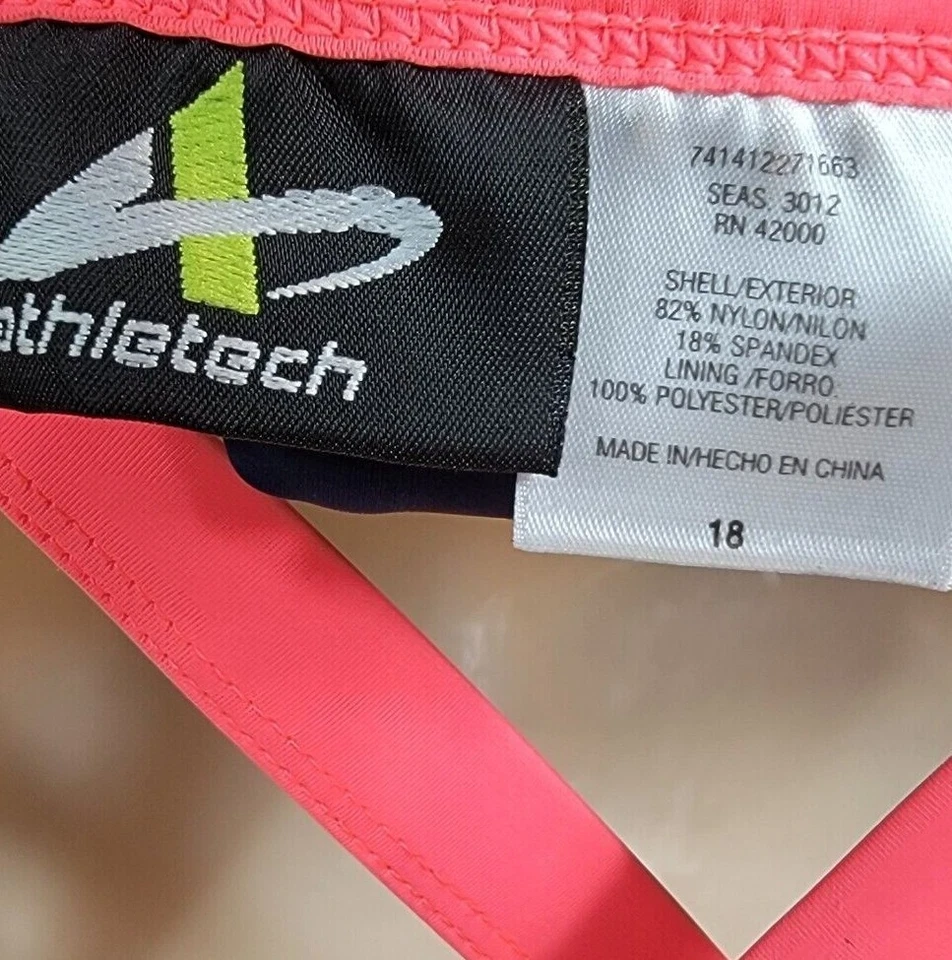 athletech
741412271663
SEAS. 3012
RN 42000
SHELL/EXTERIOR
82% NYLON/NILON
18% SPANDEX
LINING /FORRO
100% POLYESTER/POLIÉSTER
MADE IN/HECHO EN CHINA
18